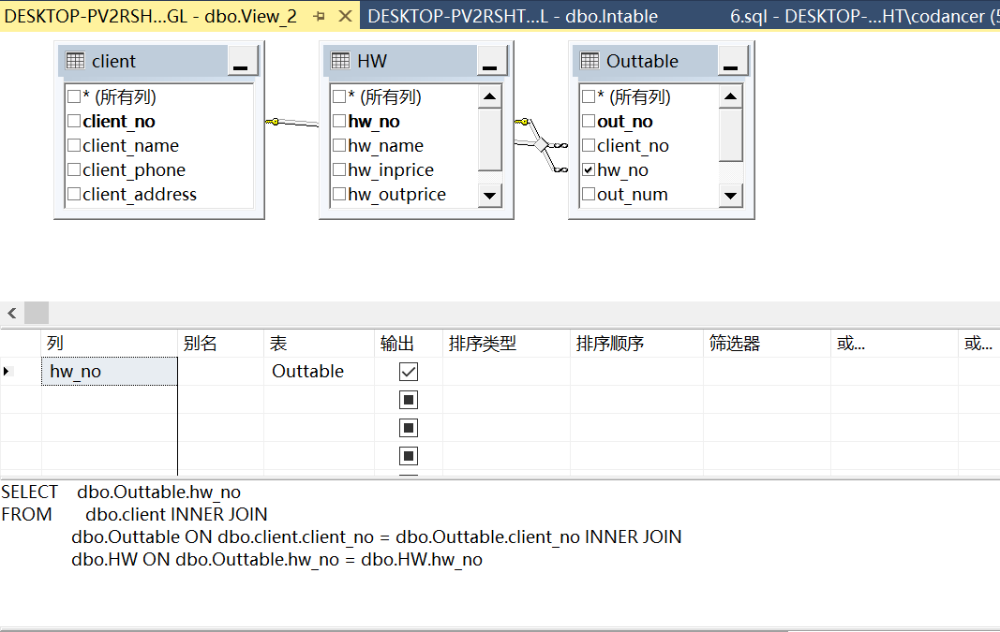 DESKTOP-PV2RSH...GL - dbo.View_2 DESKTOP-PV2RSHT...L - dbo.Intable 6.sql - DESKTOP-...HT\codancer (5
client HW Outtable
* (所有列) * (所有列) * (所有列)
client_no hw_no out_no
client_name hw_name client_no
client_phone hw_inprice hw_no
client_address hw_outprice out_num
列 别名 表 输出 排序类型 排序顺序 筛选器 或... 或...
hw_no Outtable
SELECT dbo.Outtable.hw_no
FROM dbo.client INNER JOIN
dbo.Outtable ON dbo.client.client_no = dbo.Outtable.client_no INNER JOIN
dbo.HW ON dbo.Outtable.hw_no = dbo.HW.hw_no